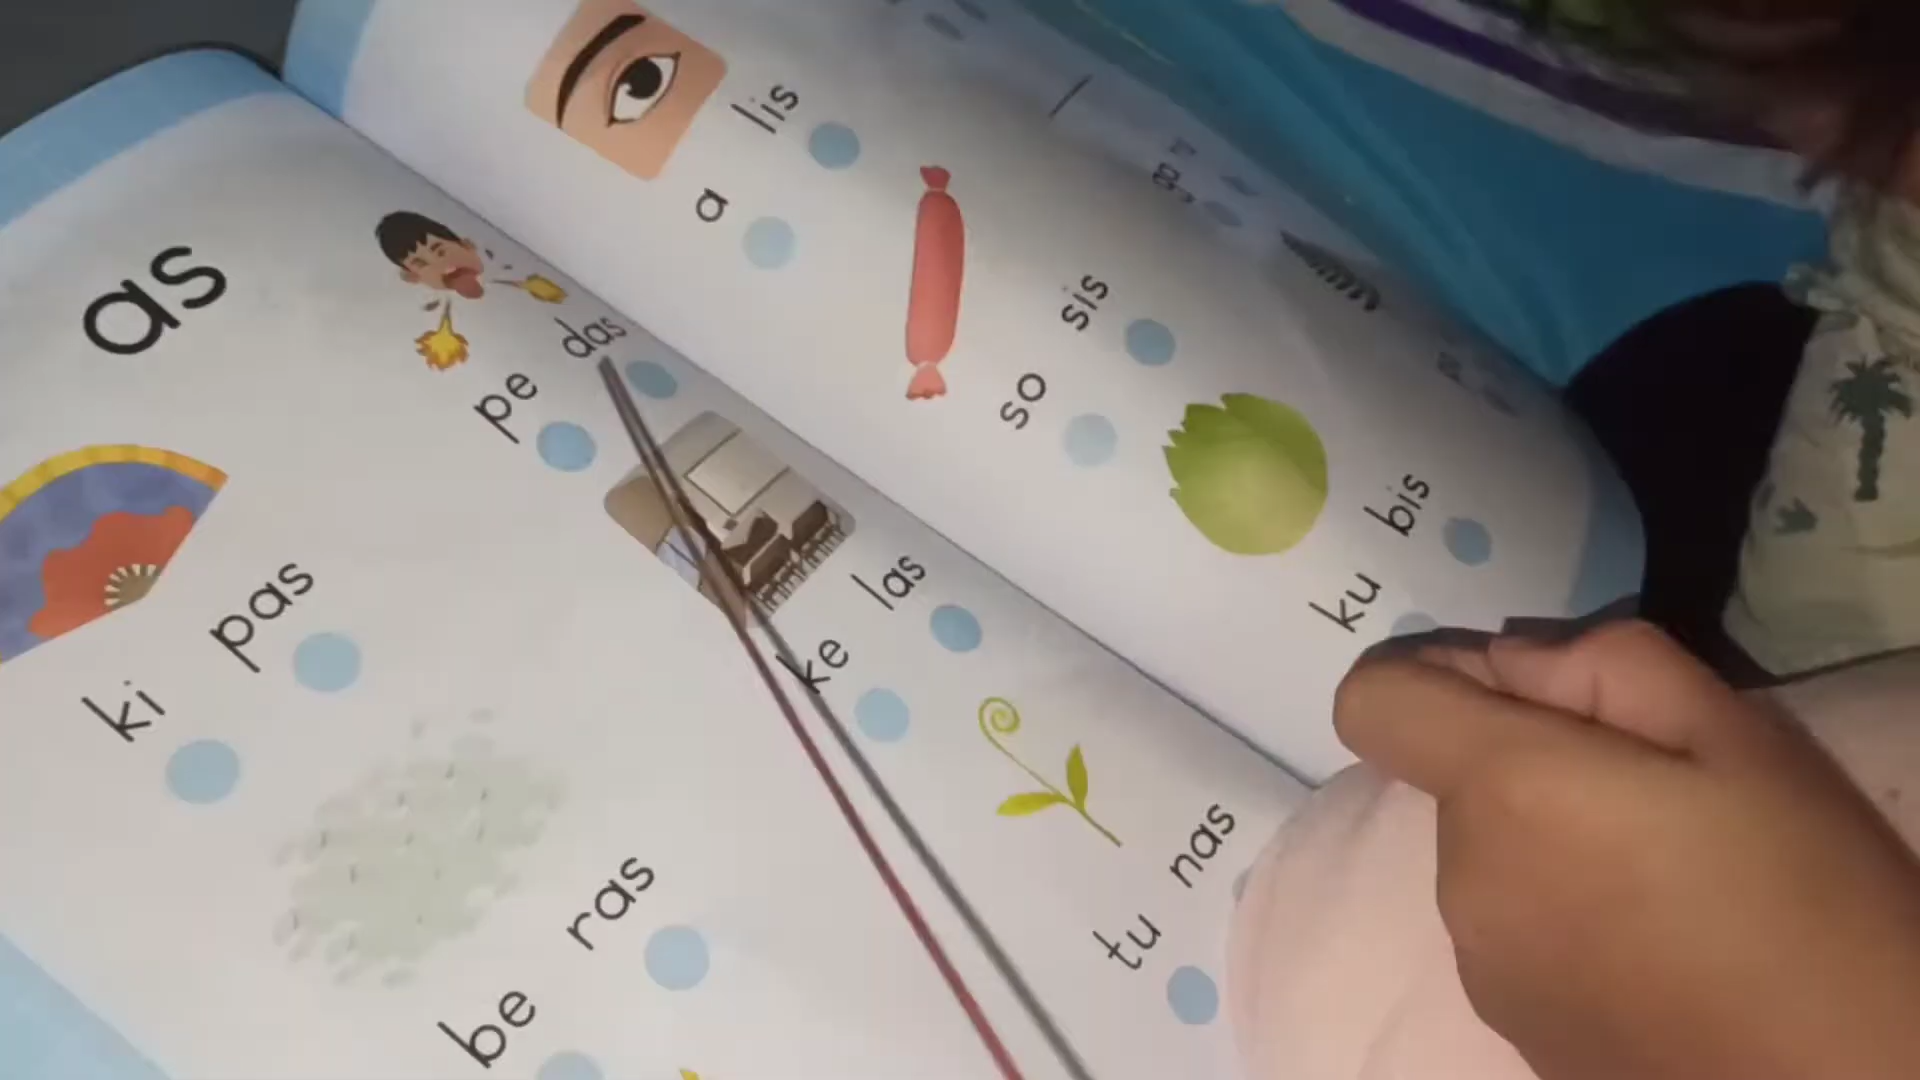 as
ki pas
be ras
pe das
ke las
tu nas
a lis
so sis
ku bis